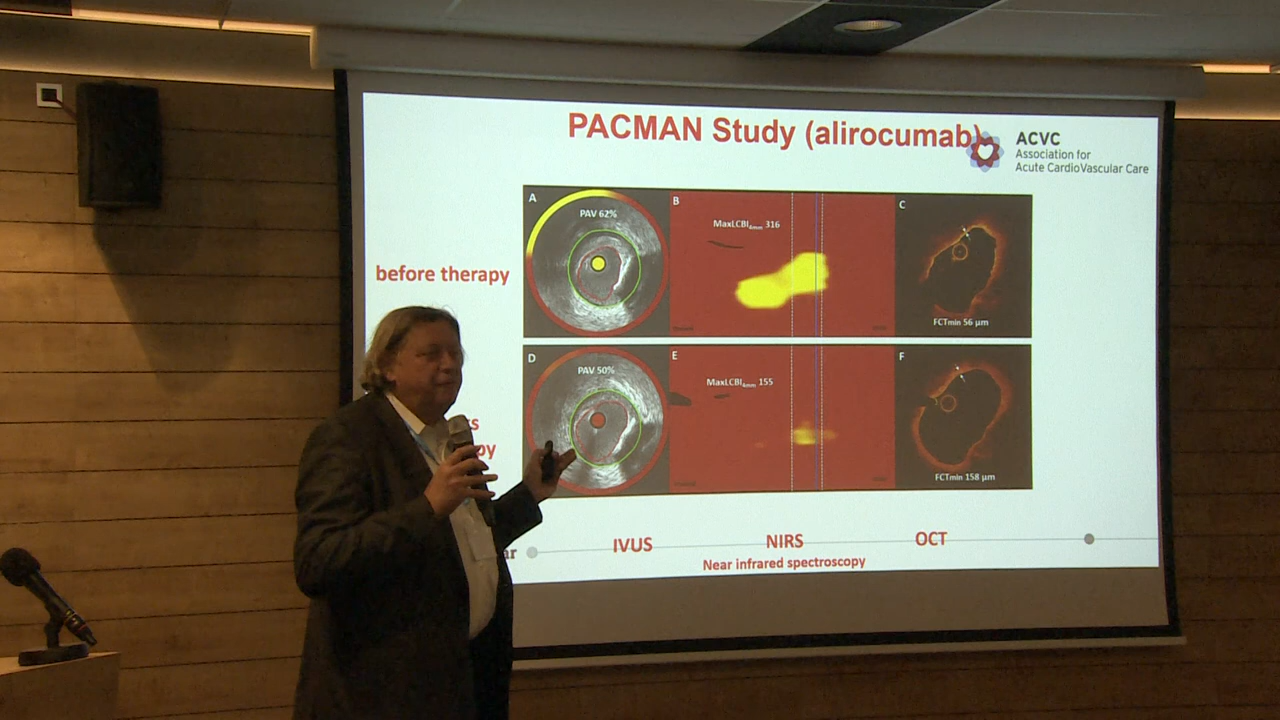 PACMAN Study (alirocumab)
ACVC
Association for
Acute CardioVascular Care
before therapy
A
PAV 62%
B
MaxLCBI4mm 316
C
FCTmin 56 µm
D
PAV 50%
E
MaxLCBI4mm 155
F
FCTmin 158 µm
IVUS
NIRS
OCT
Near infrared spectroscopy